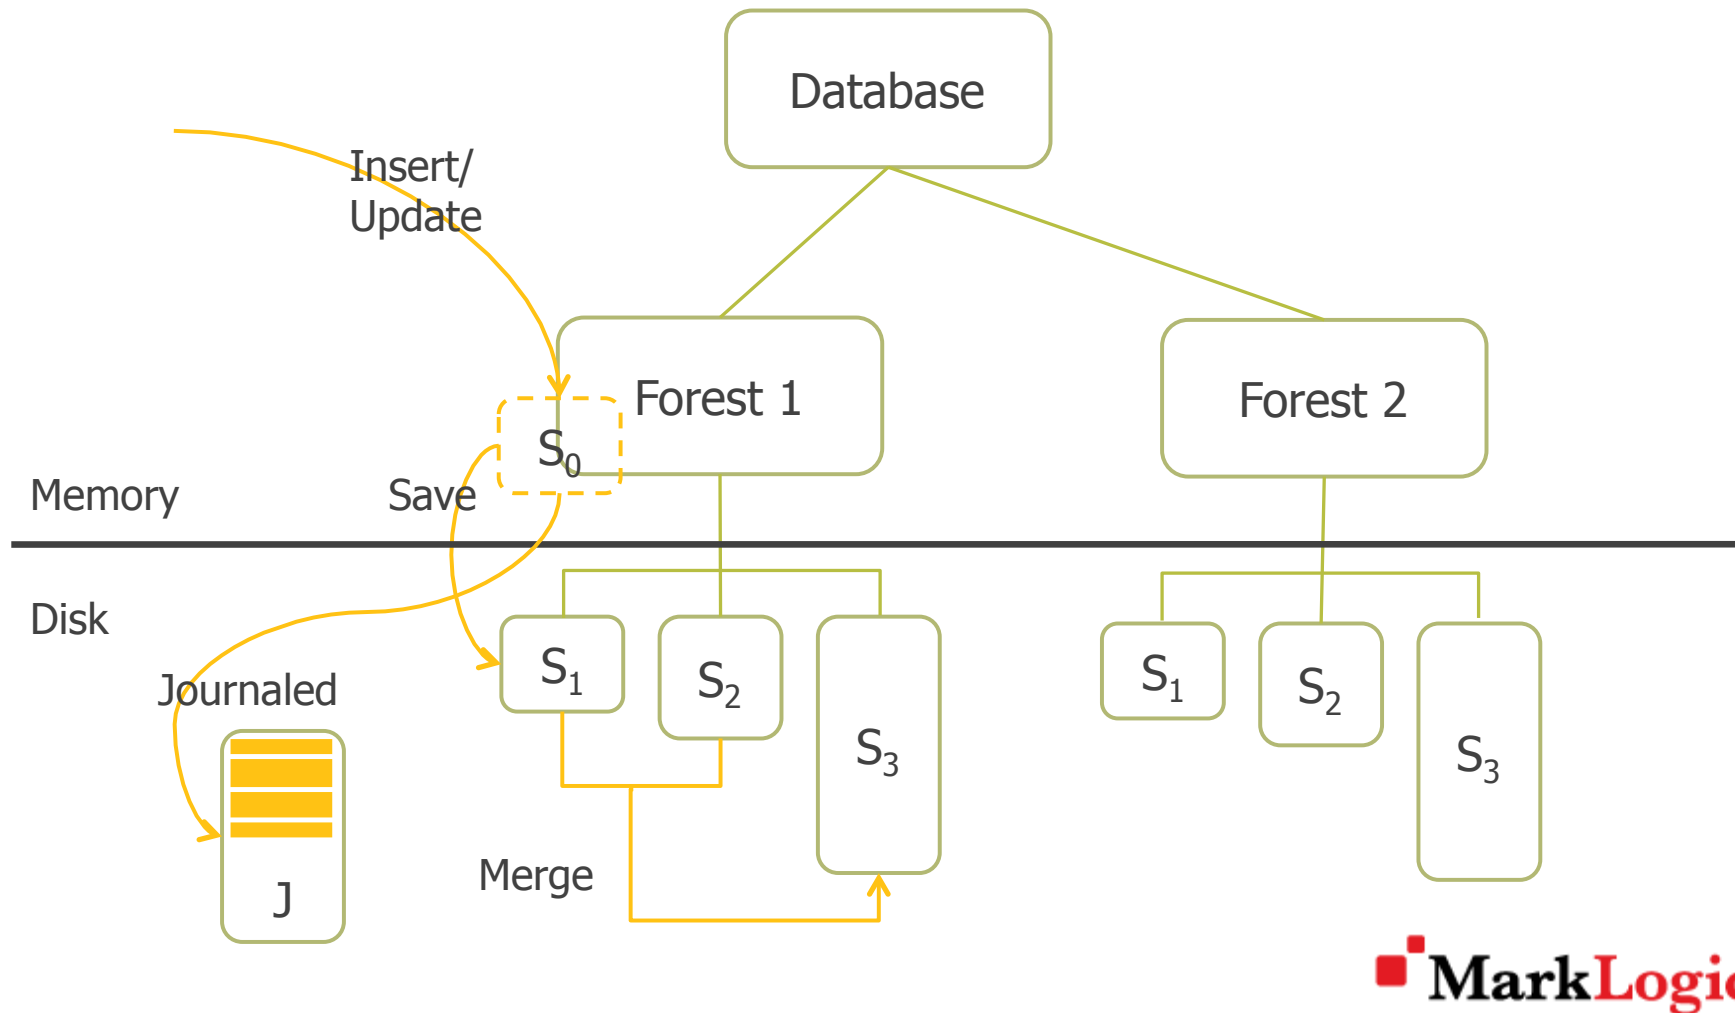 Database
Insert/
Update
Forest 1
Forest 2
S0
Memory
Save
Disk
S1
S2
S3
S1
S2
S3
Journaled
J
Merge
MarkLogic